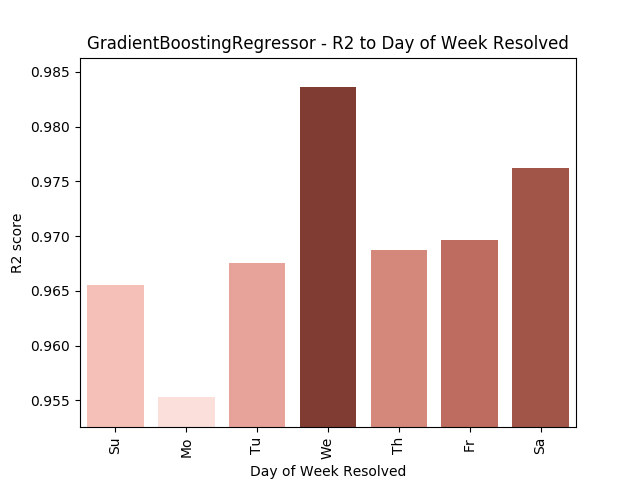 GradientBoostingRegressor - R2 to Day of Week Resolved
0.985
0.980
0.975
0.970
0.965
0.960
0.955
R2 score
Su
Mo
Tu
We
Th
Fr
Sa
Day of Week Resolved